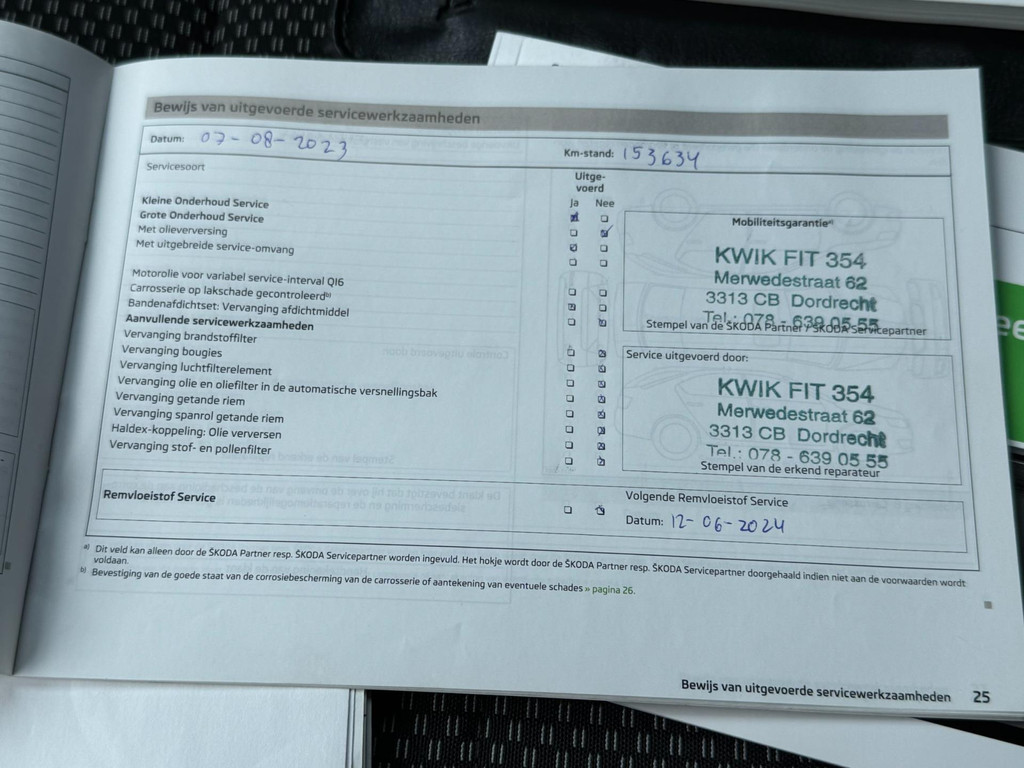 Bewijs van uitgevoerde servicewerkzaamheden
Datum: 07-08-2023
Km-stand: 153634
Servicesoort
Uitge-
voerd
Ja Nee
Kleine Onderhoud Service
Grote Onderhoud Service
Met olieverversing
Met uitgebreide service-omvang
Motorolie voor variabel service-interval QI6
Carrosserie op lakschade gecontroleerd b)
Bandenafdichtset: Vervanging afdichtmiddel
Aanvullende servicewerkzaamheden
Vervanging brandstoffilter
Vervanging bougies
Vervanging luchtfilterelement
Vervanging olie en oliefilter in de automatische versnellingsbak
Vervanging getande riem
Vervanging spanrol getande riem
Haldex-koppeling: Olie verversen
Vervanging stof- en pollenfilter
Mobiliteitsgarantie a)
KWIK FIT 354
Merwedestraat 62
3313 CB Dordrecht
Tel.: 078 - 639 05 55
Stempel van de ŠKODA Partner / ŠKODA Servicepartner
Service uitgevoerd door:
KWIK FIT 354
Merwedestraat 62
3313 CB Dordrecht
Tel.: 078 - 639 05 55
Stempel van de erkend reparateur
Remvloeistof Service
Volgende Remvloeistof Service
Datum: 12-06-2024
a) Dit veld kan alleen door de ŠKODA Partner resp. ŠKODA Servicepartner worden ingevuld. Het hokje wordt door de ŠKODA Partner resp. ŠKODA Servicepartner doorgehaald indien niet aan de voorwaarden wordt
voldaan.
b) Bevestiging van de goede staat van de corrosiebescherming van de carrosserie of aantekening van eventuele schades » pagina 26.
Bewijs van uitgevoerde servicewerkzaamheden 25